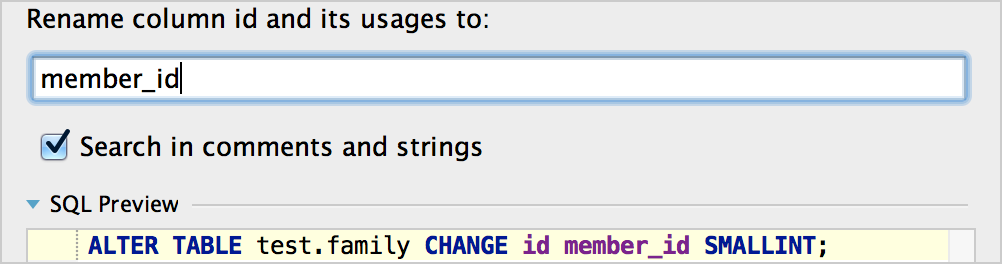 Rename column id and its usages to:
member_id
Search in comments and strings
SQL Preview
ALTER TABLE test.family CHANGE id member_id SMALLINT;